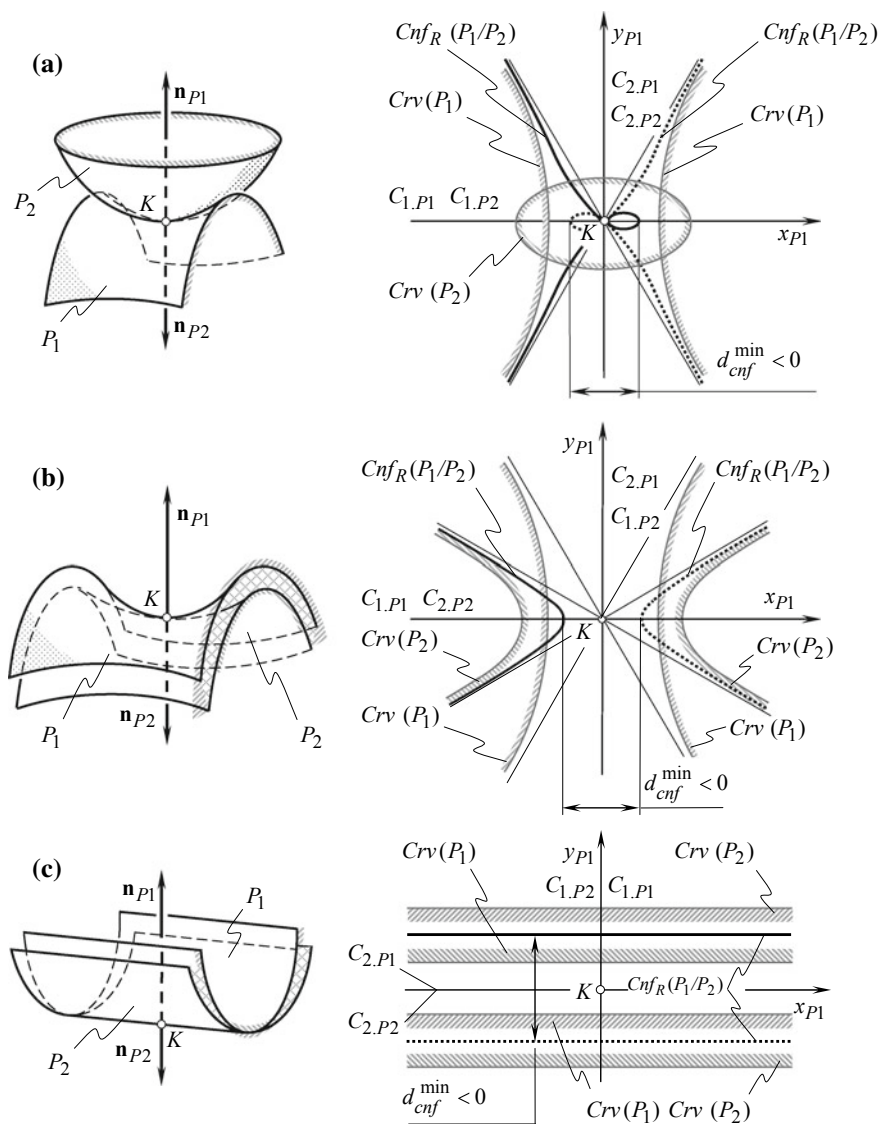 (a)
n_P1
P_2
K
P_1
n_P2
y_P1
Cnf_R (P_1/P_2)
Cnf_R (P_1/P_2)
C_2.P1
C_2.P2
Crv (P_1)
Crv (P_1)
C_1.P1 C_1.P2
K
x_P1
Crv (P_2)
d_cnf^min < 0
(b)
n_P1
K
P_1
n_P2
P_2
y_P1
Cnf_R (P_1/P_2)
Cnf_R (P_1/P_2)
C_2.P1
C_1.P2
C_1.P1 C_2.P2
x_P1
K
Crv (P_2)
Crv (P_2)
Crv (P_1)
Crv (P_1)
d_cnf^min < 0
(c)
n_P1
P_1
P_2
n_P2
K
Crv (P_1)
y_P1
Crv (P_2)
C_1.P2 C_1.P1
C_2.P1
K
Cnf_R (P_1/P_2)
x_P1
C_2.P2
d_cnf^min < 0
Crv (P_1) Crv (P_2)